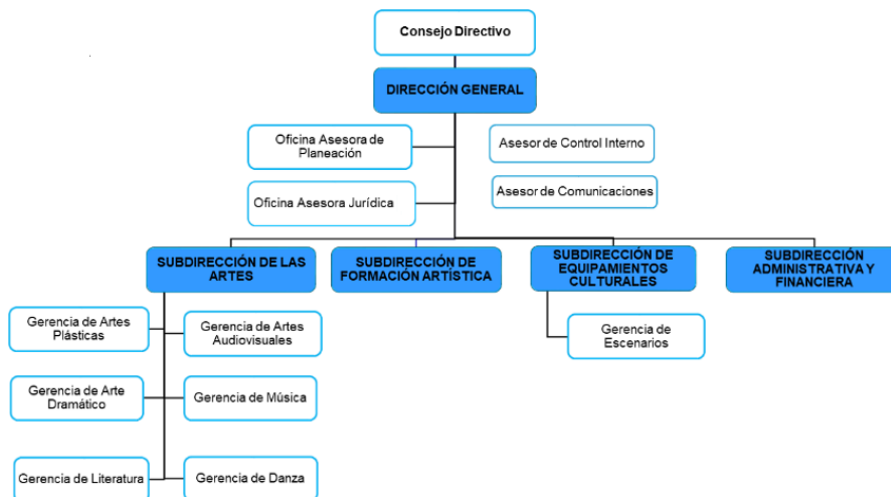 Consejo Directivo
DIRECCIÓN GENERAL
Oficina Asesora de
Planeación
Asesor de Control Interno
Oficina Asesora Jurídica
Asesor de Comunicaciones
SUBDIRECCIÓN DE LAS
ARTES
SUBDIRECCIÓN DE
FORMACIÓN ARTÍSTICA
SUBDIRECCIÓN DE
EQUIPAMIENTOS
CULTURALES
SUBDIRECCIÓN
ADMINISTRATIVA Y
FINANCIERA
Gerencia de Artes
Plásticas
Gerencia de Artes
Audiovisuales
Gerencia de
Escenarios
Gerencia de Arte
Dramático
Gerencia de Música
Gerencia de Literatura
Gerencia de Danza